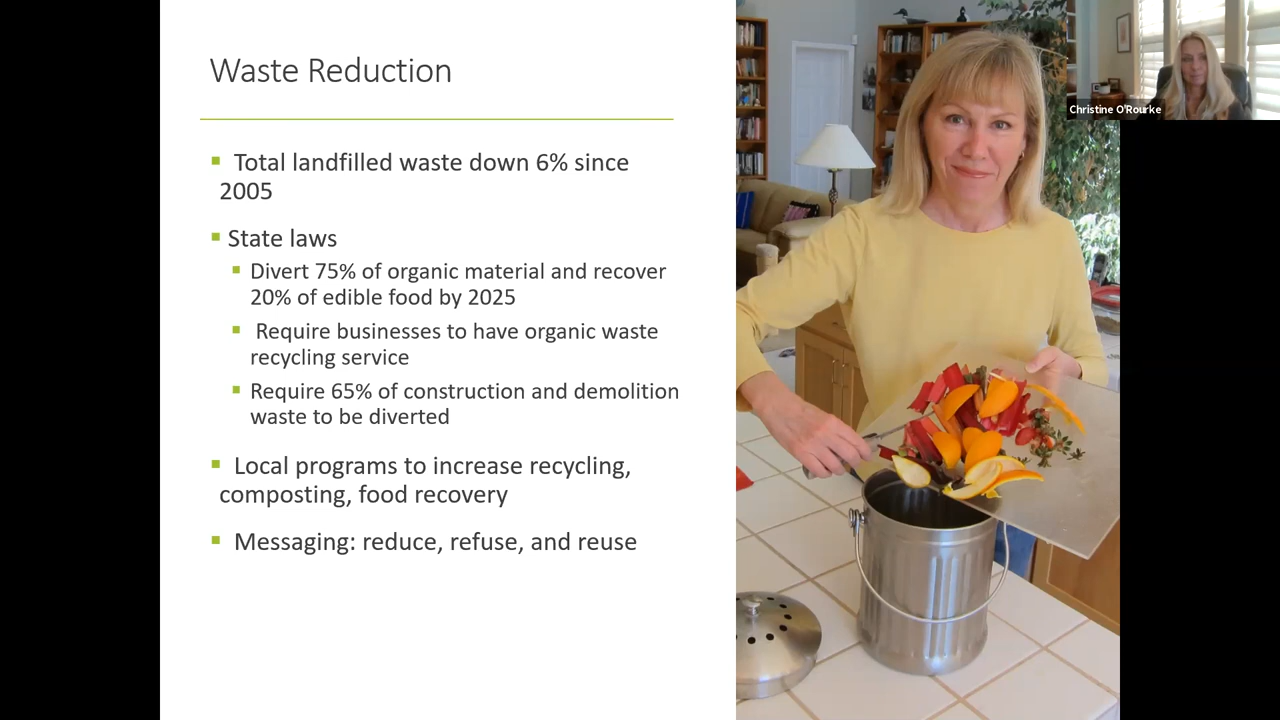 Waste Reduction
▪ Total landfilled waste down 6% since
2005
▪ State laws
▪ Divert 75% of organic material and recover
20% of edible food by 2025
▪ Require businesses to have organic waste
recycling service
▪ Require 65% of construction and demolition
waste to be diverted
▪ Local programs to increase recycling,
composting, food recovery
▪ Messaging: reduce, refuse, and reuse
Christine O'Rourke